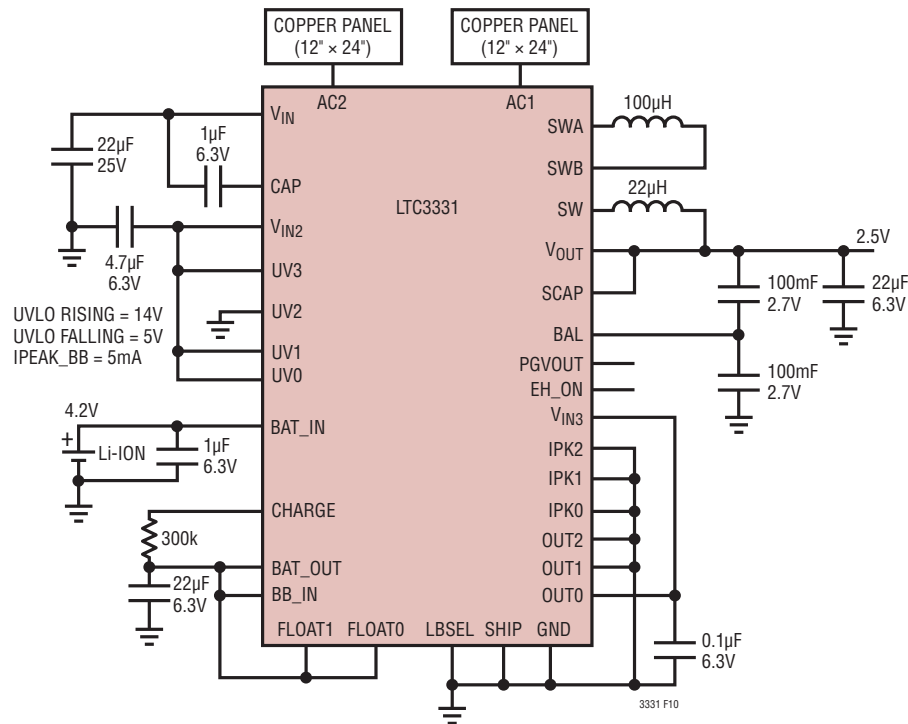 COPPER PANEL
(12" × 24")
COPPER PANEL
(12" × 24")
AC2
AC1
VIN
1µF
6.3V
22µF
25V
CAP
VIN2
4.7µF
6.3V
UV3
UV2
UVLO RISING = 14V
UVLO FALLING = 5V
IPEAK_BB = 5mA
UV1
UV0
4.2V
BAT_IN
+
Li-ION
1µF
6.3V
CHARGE
300k
BAT_OUT
22µF
6.3V
BB_IN
FLOAT1
FLOAT0
LBSEL
SHIP
GND
LTC3331
100µH
SWA
SWB
22µH
SW
VOUT
2.5V
SCAP
100mF
2.7V
22µF
6.3V
BAL
100mF
2.7V
PGVOUT
EH_ON
VIN3
IPK2
IPK1
IPK0
OUT2
OUT1
OUT0
0.1µF
6.3V
3331 F10